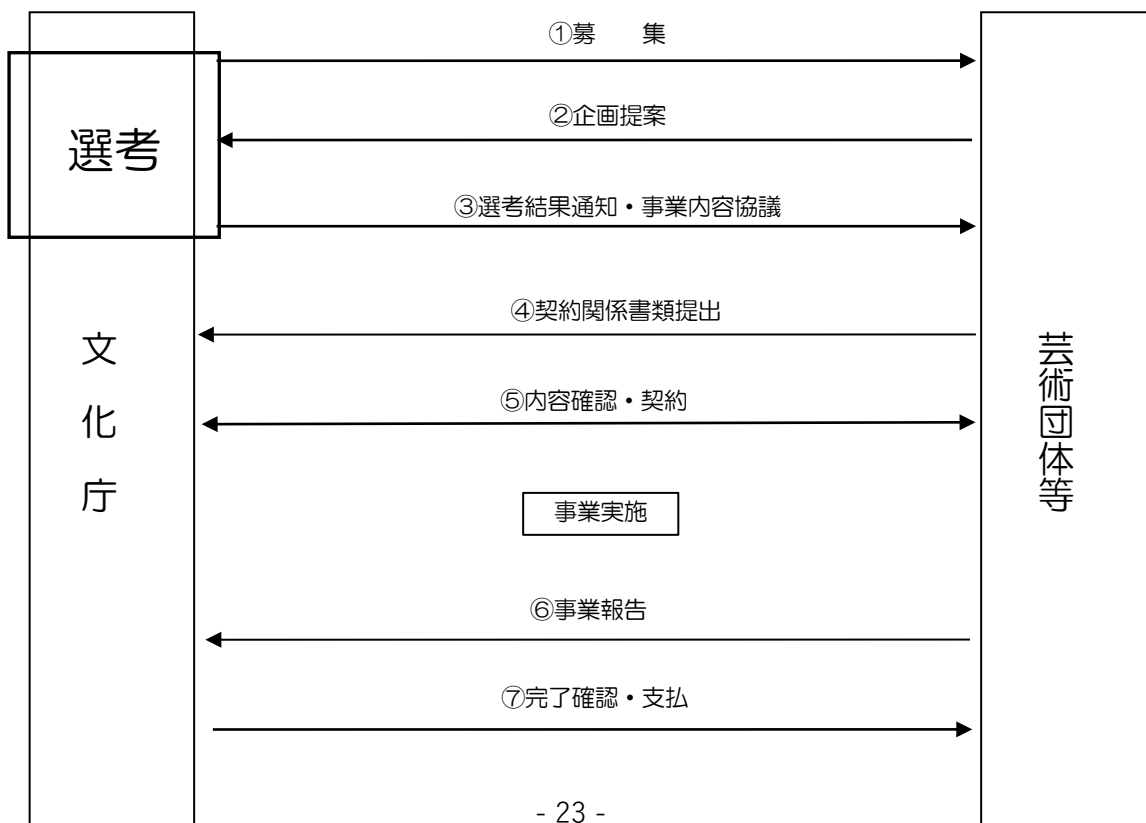 ①募　集
②企画提案
選考
③選考結果通知・事業内容協議
④契約関係書類提出
文化庁
芸術団体等
⑤内容確認・契約
事業実施
⑥事業報告
⑦完了確認・支払
- 23 -